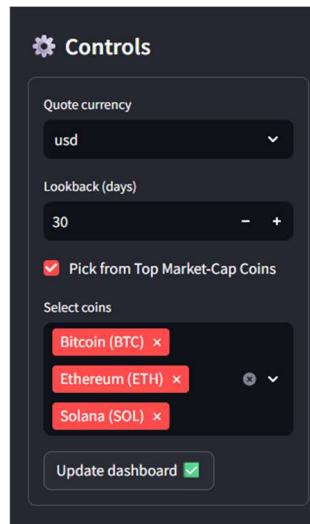 Controls
Quote currency
usd
Lookback (days)
30 − +
Pick from Top Market-Cap Coins
Select coins
Bitcoin (BTC) ×
Ethereum (ETH) ×
Solana (SOL) ×
Update dashboard ✅